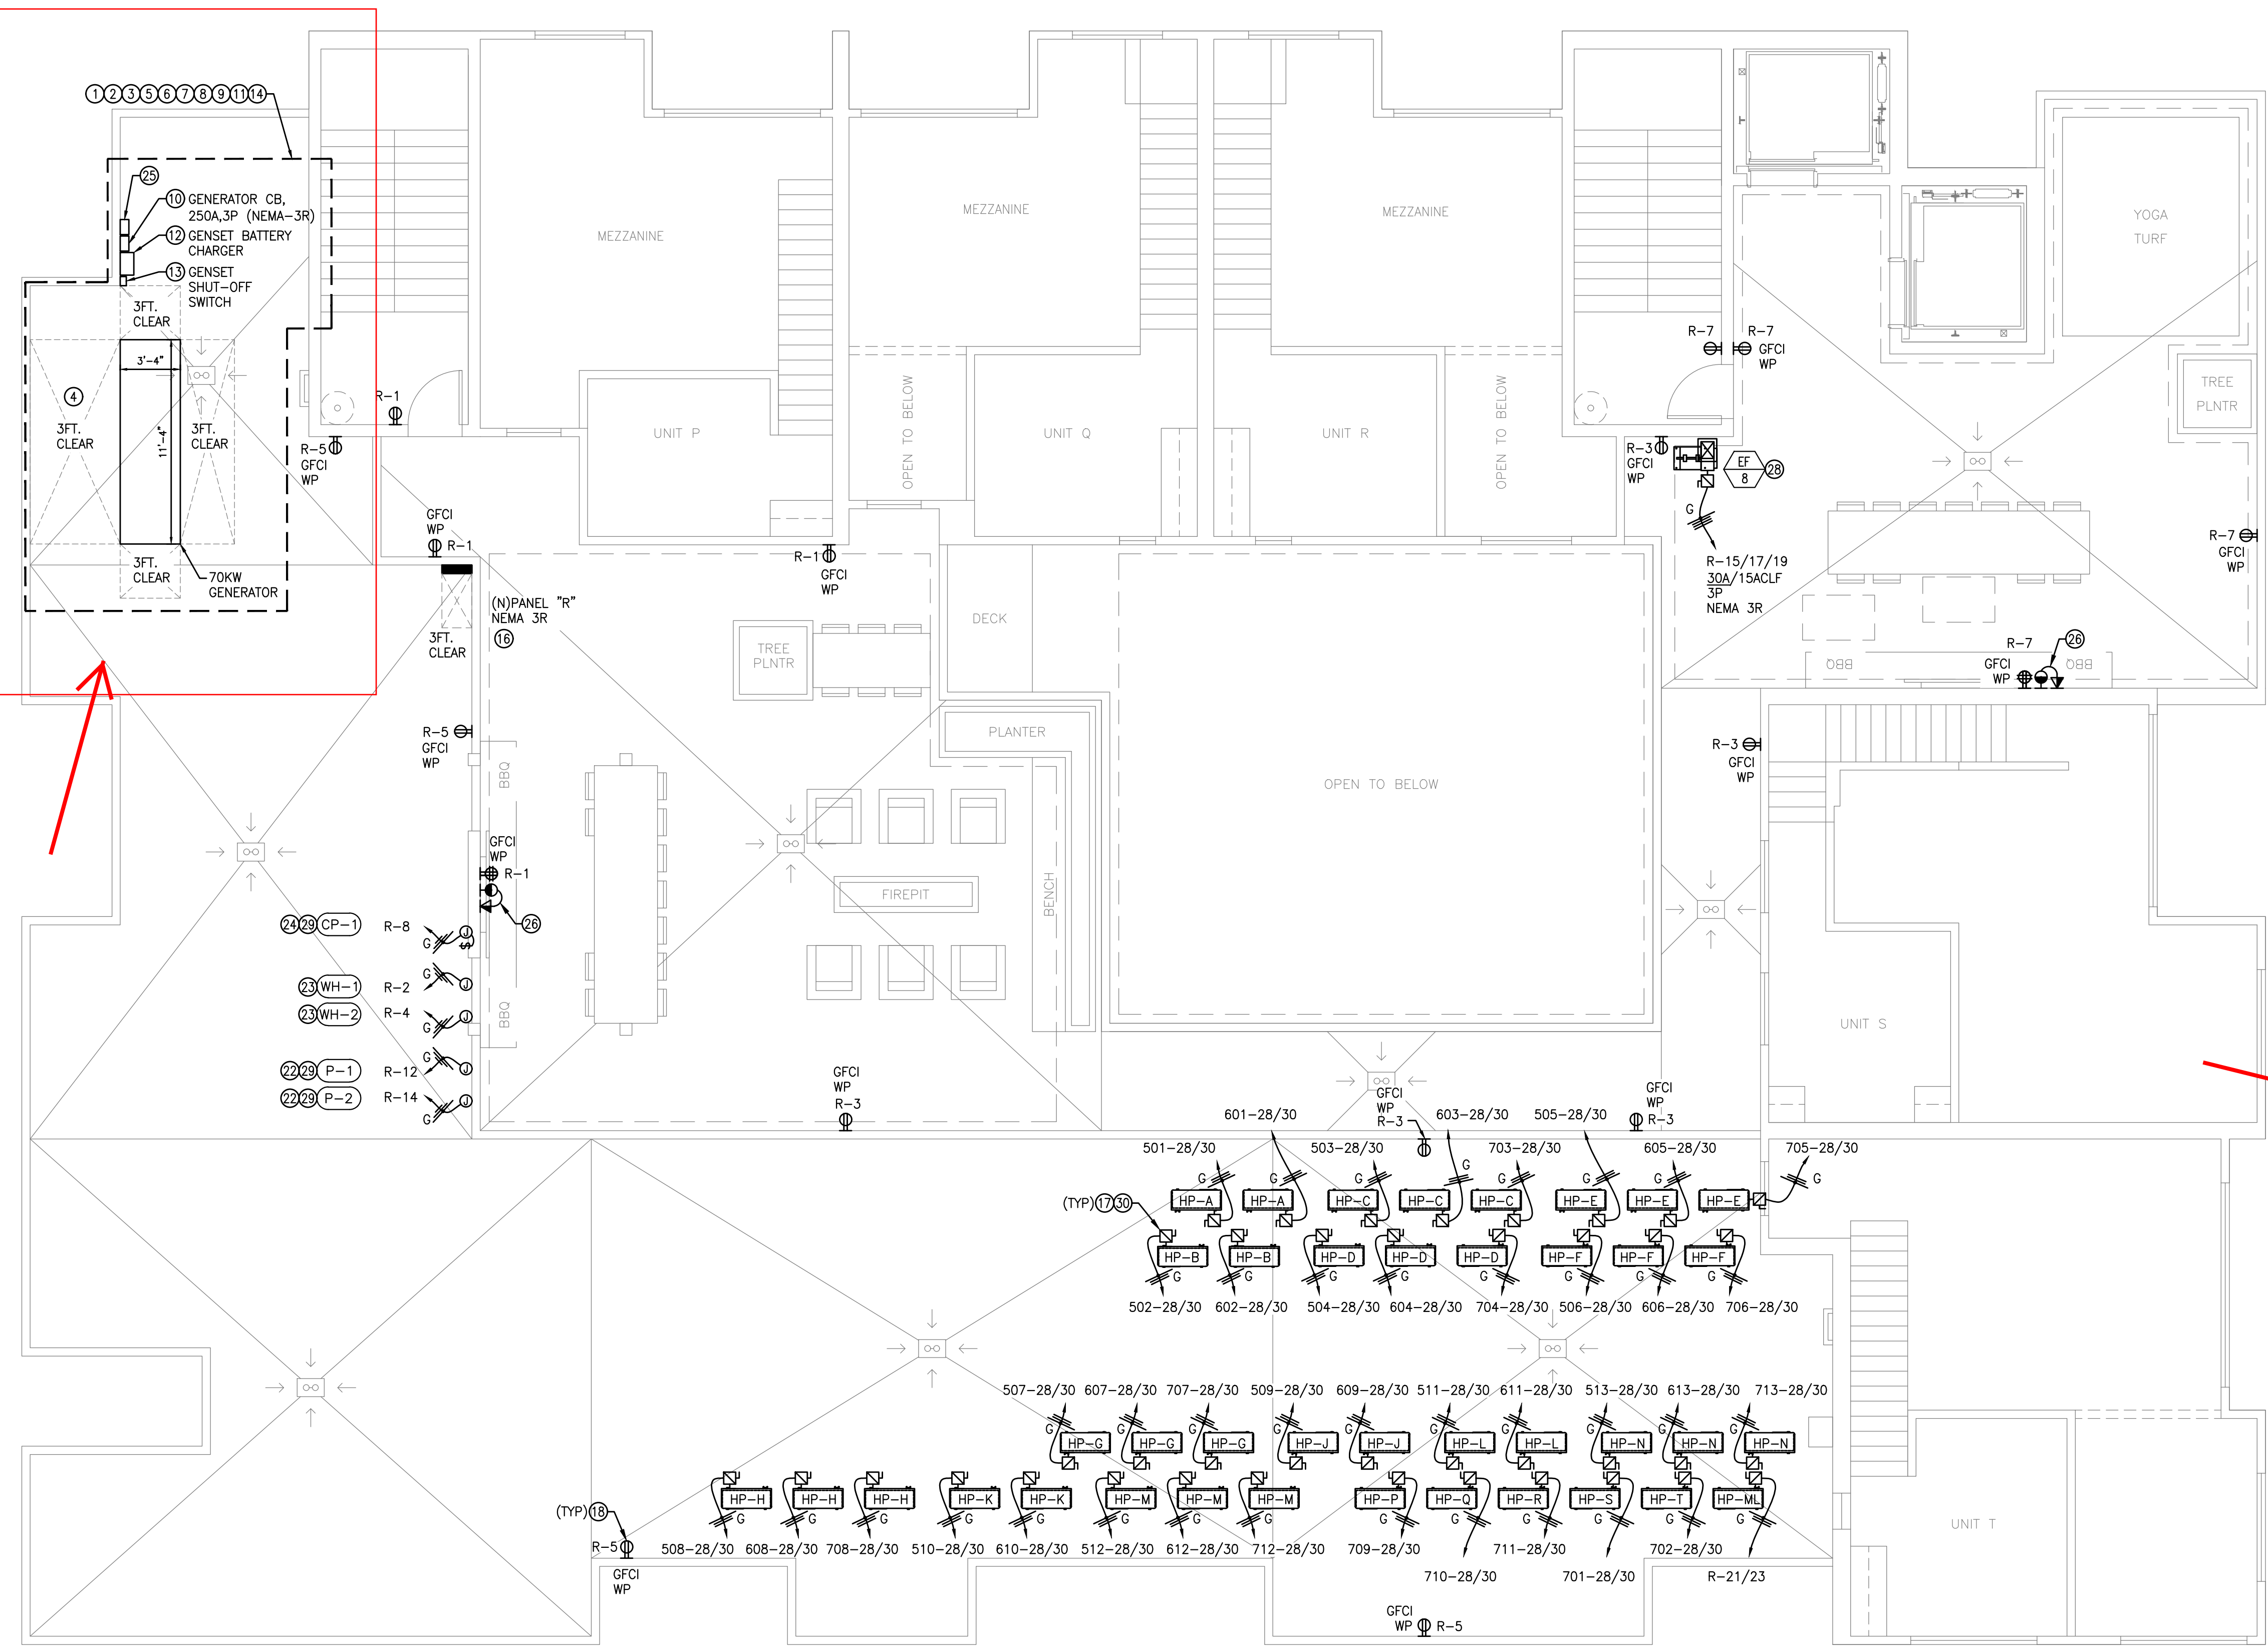 1 2 3 5 6 7 8 9 11 14
25
10 GENERATOR CB,
250A,3P (NEMA-3R)
12 GENSET BATTERY
CHARGER
13 GENSET
SHUT-OFF
SWITCH
3FT.
CLEAR
3'-4"
11'-4"
4
3FT.
CLEAR
3FT.
CLEAR
3FT.
CLEAR
70KW
GENERATOR
R-1
R-5
GFCI
WP
MEZZANINE
UNIT P
MEZZANINE
OPEN TO BELOW
UNIT Q
MEZZANINE
UNIT R
OPEN TO BELOW
R-7
R-7
GFCI
WP
YOGA
TURF
TREE
PLNTR
R-3
GFCI
WP
EF
8
28
G
R-15/17/19
30A/15ACLF
3P
NEMA 3R
R-7
GFCI
WP
R-7
GFCI
WP
26
BBQ
BBQ
GFCI
WP
R-1
(N)PANEL "R"
NEMA 3R
16
3FT.
CLEAR
R-1
GFCI
WP
DECK
TREE
PLNTR
PLANTER
BENCH
FIREPIT
OPEN TO BELOW
R-5
GFCI
WP
BBQ
GFCI
WP
R-1
26
BBQ
R-3
GFCI
WP
UNIT S
24 29 CP-1 R-8
G
J
S
23 WH-1 R-2
G
J
23 WH-2 R-4
G
J
22 29 P-1 R-12
G
J
22 29 P-2 R-14
G
J
GFCI
WP
R-3
GFCI
WP
R-3
GFCI
WP
R-3
601-28/30 603-28/30 505-28/30
501-28/30 503-28/30 703-28/30 605-28/30 705-28/30
G G G G G G G G
HP-A HP-A HP-C HP-C HP-C HP-E HP-E HP-E
(TYP) 17 30
HP-B HP-B HP-D HP-D HP-D HP-F HP-F HP-F
G G G G G G G G
502-28/30 602-28/30 504-28/30 604-28/30 704-28/30 506-28/30 606-28/30 706-28/30
507-28/30 607-28/30 707-28/30 509-28/30 609-28/30 511-28/30 611-28/30 513-28/30 613-28/30 713-28/30
G G G G G G G G G G
HP-G HP-G HP-G HP-J HP-J HP-L HP-L HP-N HP-N HP-N
HP-H HP-H HP-H HP-K HP-K HP-M HP-M HP-M HP-P HP-Q HP-R HP-S HP-T HP-ML
G G G G G G G G G G G G G G
508-28/30 608-28/30 708-28/30 510-28/30 610-28/30 512-28/30 612-28/30 712-28/30 709-28/30 711-28/30 702-28/30
710-28/30 701-28/30 R-21/23
(TYP) 18
R-5
GFCI
WP
GFCI
WP R-5
UNIT T